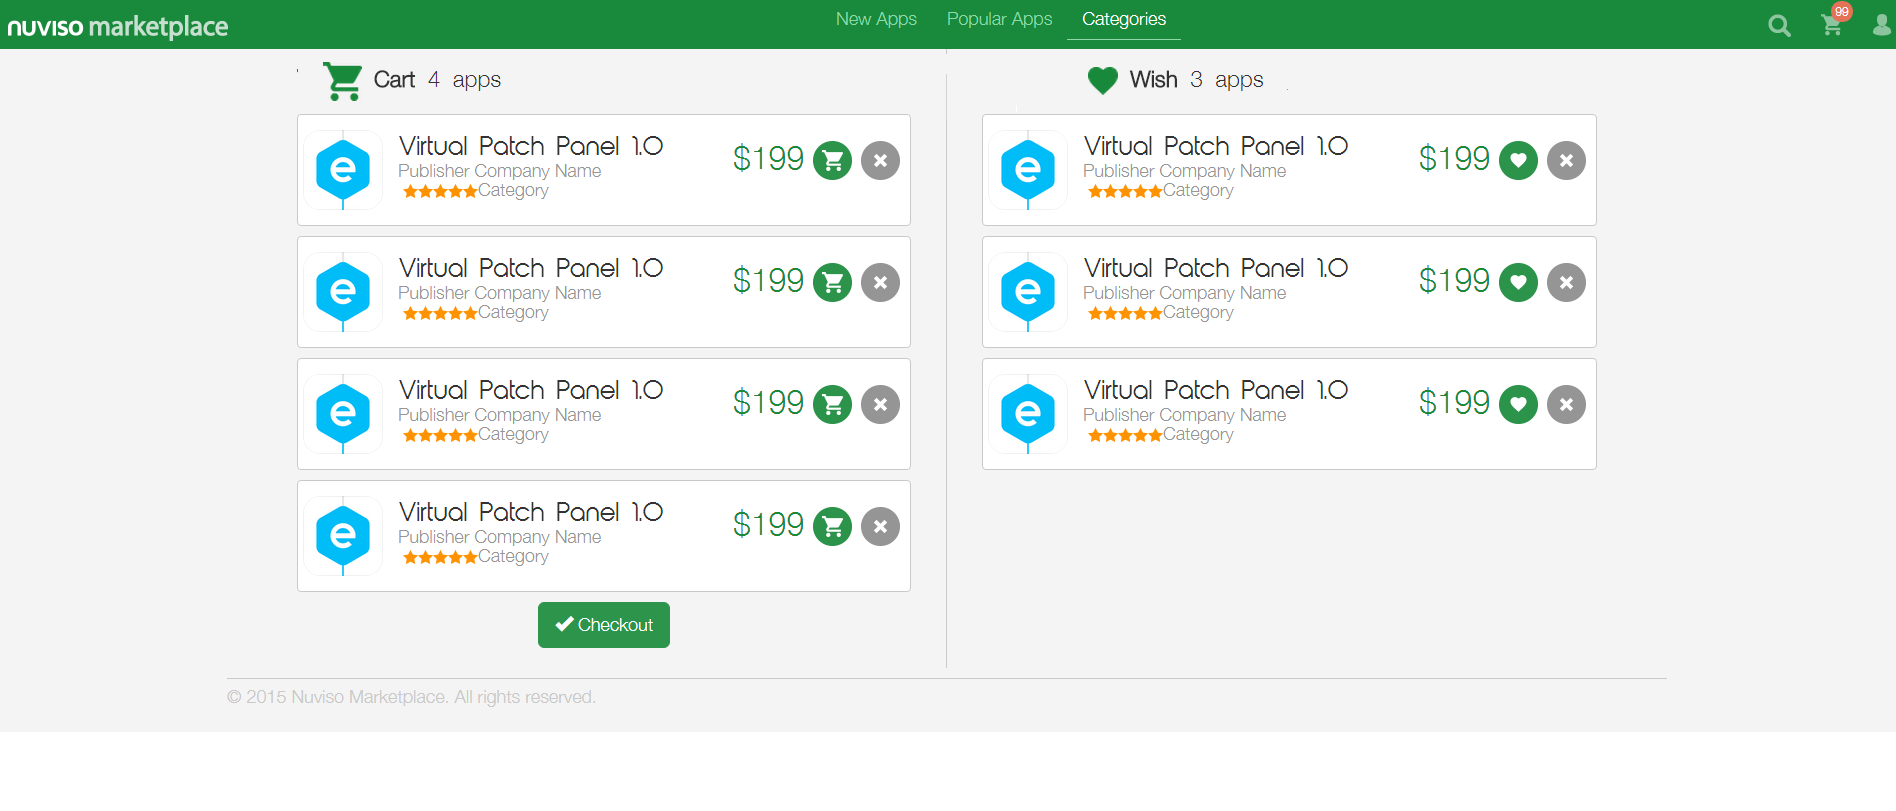 nuviso marketplace
New Apps Popular Apps Categories
99
Cart 4 apps
Virtual Patch Panel 1.0
Publisher Company Name
Category
$199
Virtual Patch Panel 1.0
Publisher Company Name
Category
$199
Virtual Patch Panel 1.0
Publisher Company Name
Category
$199
Virtual Patch Panel 1.0
Publisher Company Name
Category
$199
Checkout
Wish 3 apps
Virtual Patch Panel 1.0
Publisher Company Name
Category
$199
Virtual Patch Panel 1.0
Publisher Company Name
Category
$199
Virtual Patch Panel 1.0
Publisher Company Name
Category
$199
© 2015 Nuviso Marketplace. All rights reserved.